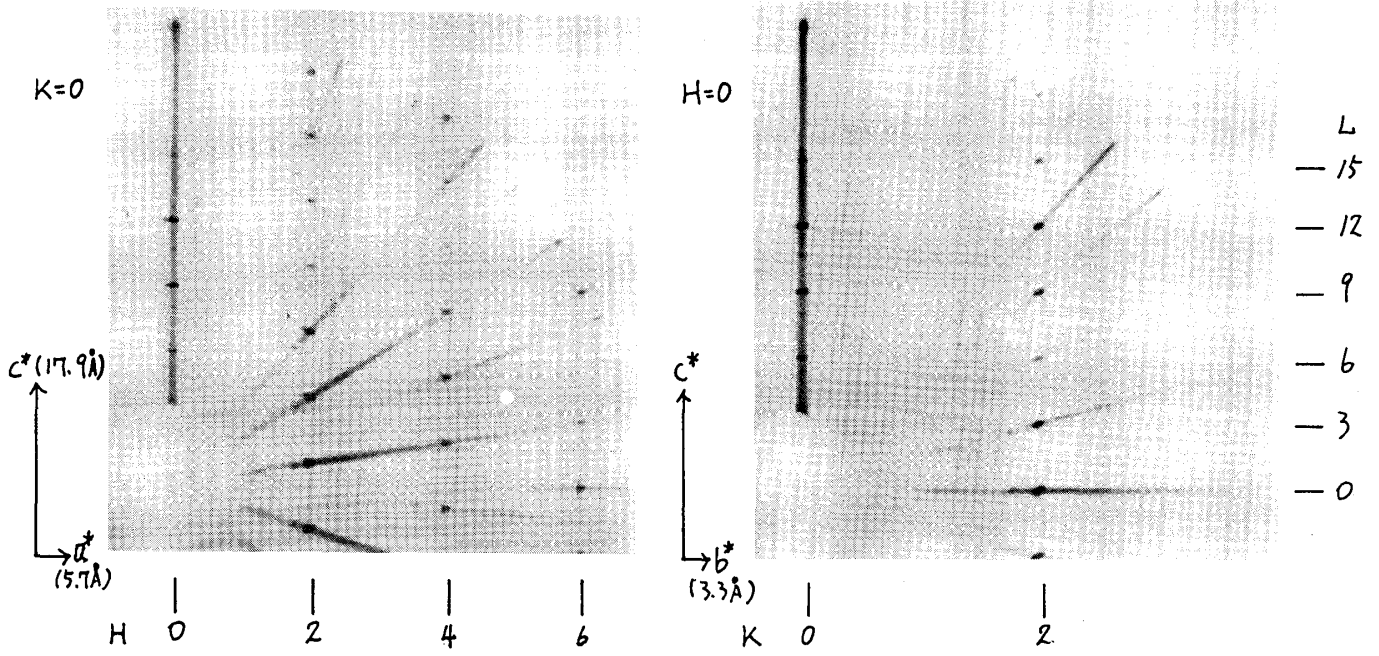 K=0
H=0
L
15
12
9
6
3
0
c* (17.9Å)
a*
(5.7Å)
c*
b*
(3.3Å)
H 0 2 4 6
K 0 2